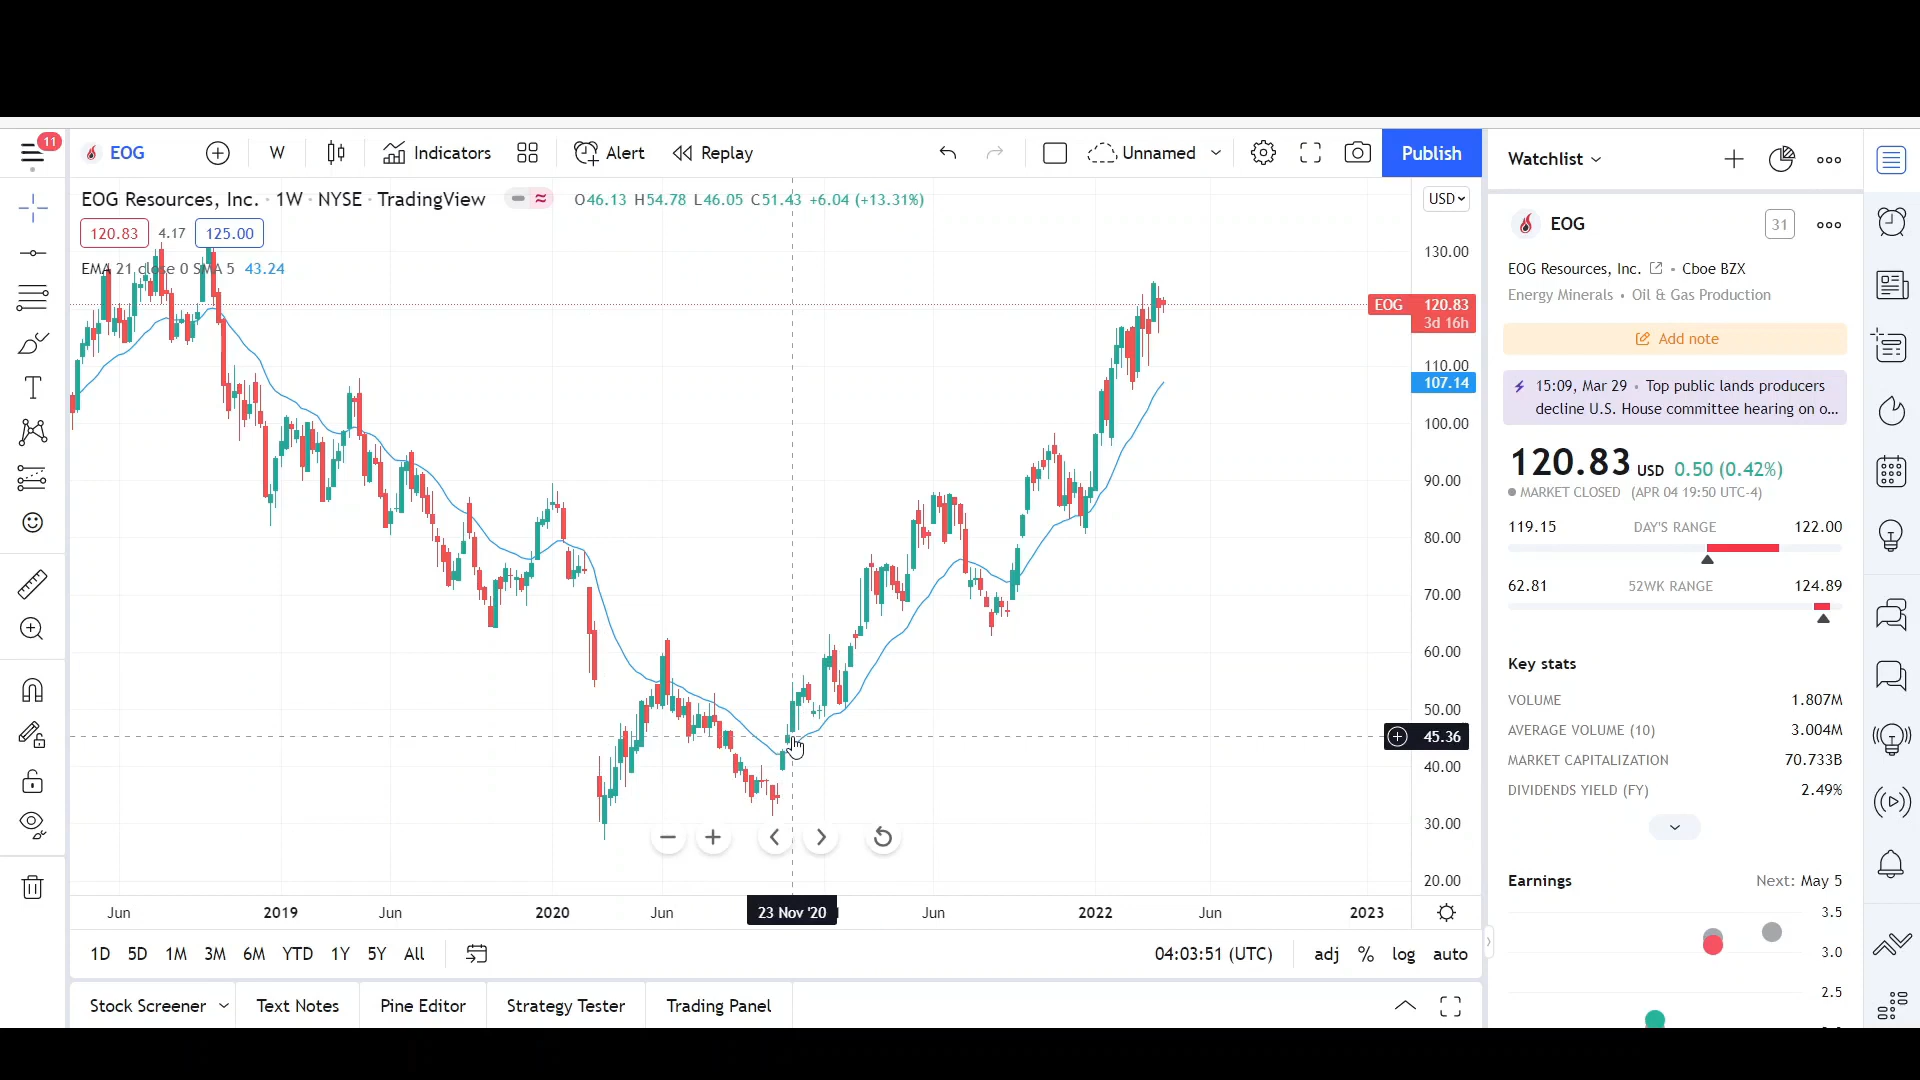 11
EOG
W
Indicators
Alert
Replay
Unnamed
Publish
EOG Resources, Inc. · 1W · NYSE · TradingView
O46.13 H54.78 L46.05 C51.43 +6.04 (+13.31%)
120.83 4.17 125.00
EMA 21 close 0 SMA 5 43.24
USD
130.00
EOG 120.83
3d 16h
110.00
107.14
100.00
90.00
80.00
70.00
60.00
50.00
45.36
40.00
30.00
20.00
Jun 2019 Jun 2020 Jun 23 Nov '20 Jun 2022 Jun 2023
1D 5D 1M 3M 6M YTD 1Y 5Y All
04:03:51 (UTC) adj % log auto
Stock Screener Text Notes Pine Editor Strategy Tester Trading Panel
Watchlist
EOG
31
EOG Resources, Inc. • Cboe BZX
Energy Minerals • Oil & Gas Production
Add note
15:09, Mar 29 • Top public lands producers
decline U.S. House committee hearing on o...
120.83 USD 0.50 (0.42%)
MARKET CLOSED (APR 04 19:50 UTC-4)
119.15 DAY'S RANGE 122.00
62.81 52WK RANGE 124.89
Key stats
VOLUME 1.807M
AVERAGE VOLUME (10) 3.004M
MARKET CAPITALIZATION 70.733B
DIVIDENDS YIELD (FY) 2.49%
Earnings Next: May 5
3.5
3.0
2.5